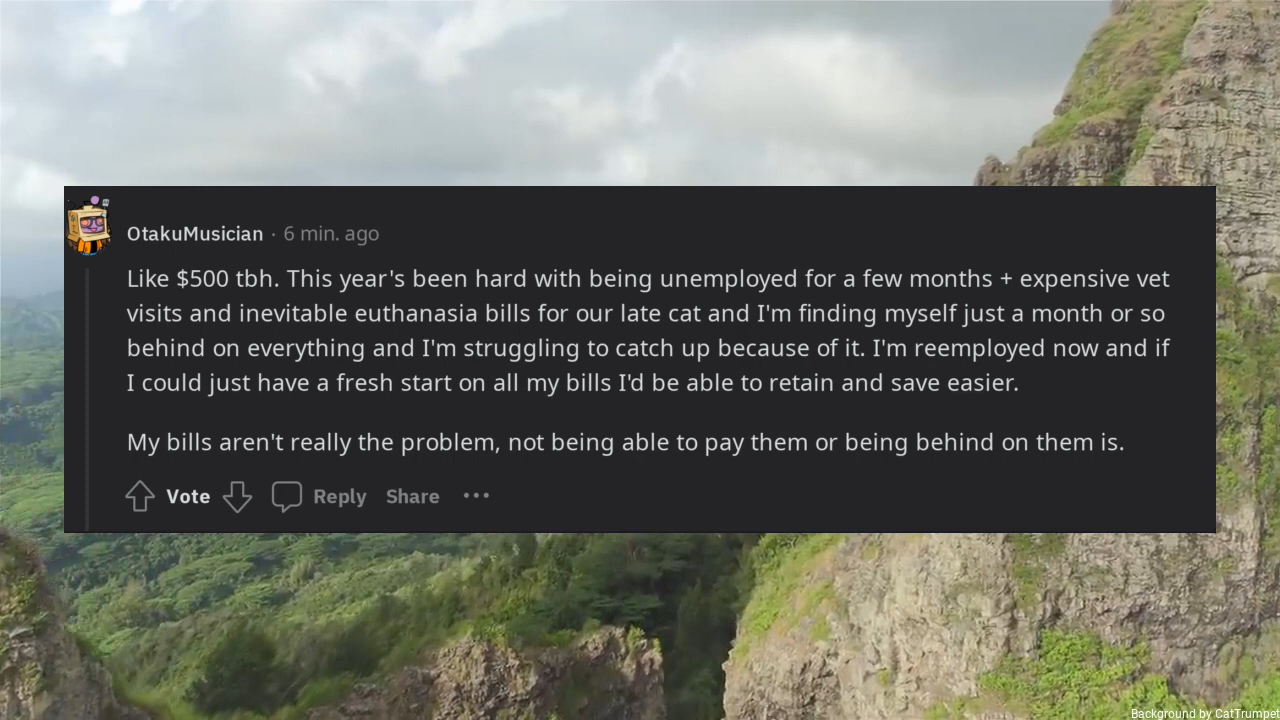 OtakuMusician · 6 min. ago
Like $500 tbh. This year's been hard with being unemployed for a few months + expensive vet
visits and inevitable euthanasia bills for our late cat and I'm finding myself just a month or so
behind on everything and I'm struggling to catch up because of it. I'm reemployed now and if
I could just have a fresh start on all my bills I'd be able to retain and save easier.
My bills aren't really the problem, not being able to pay them or being behind on them is.
Vote Reply Share
Background by CatTrumpet